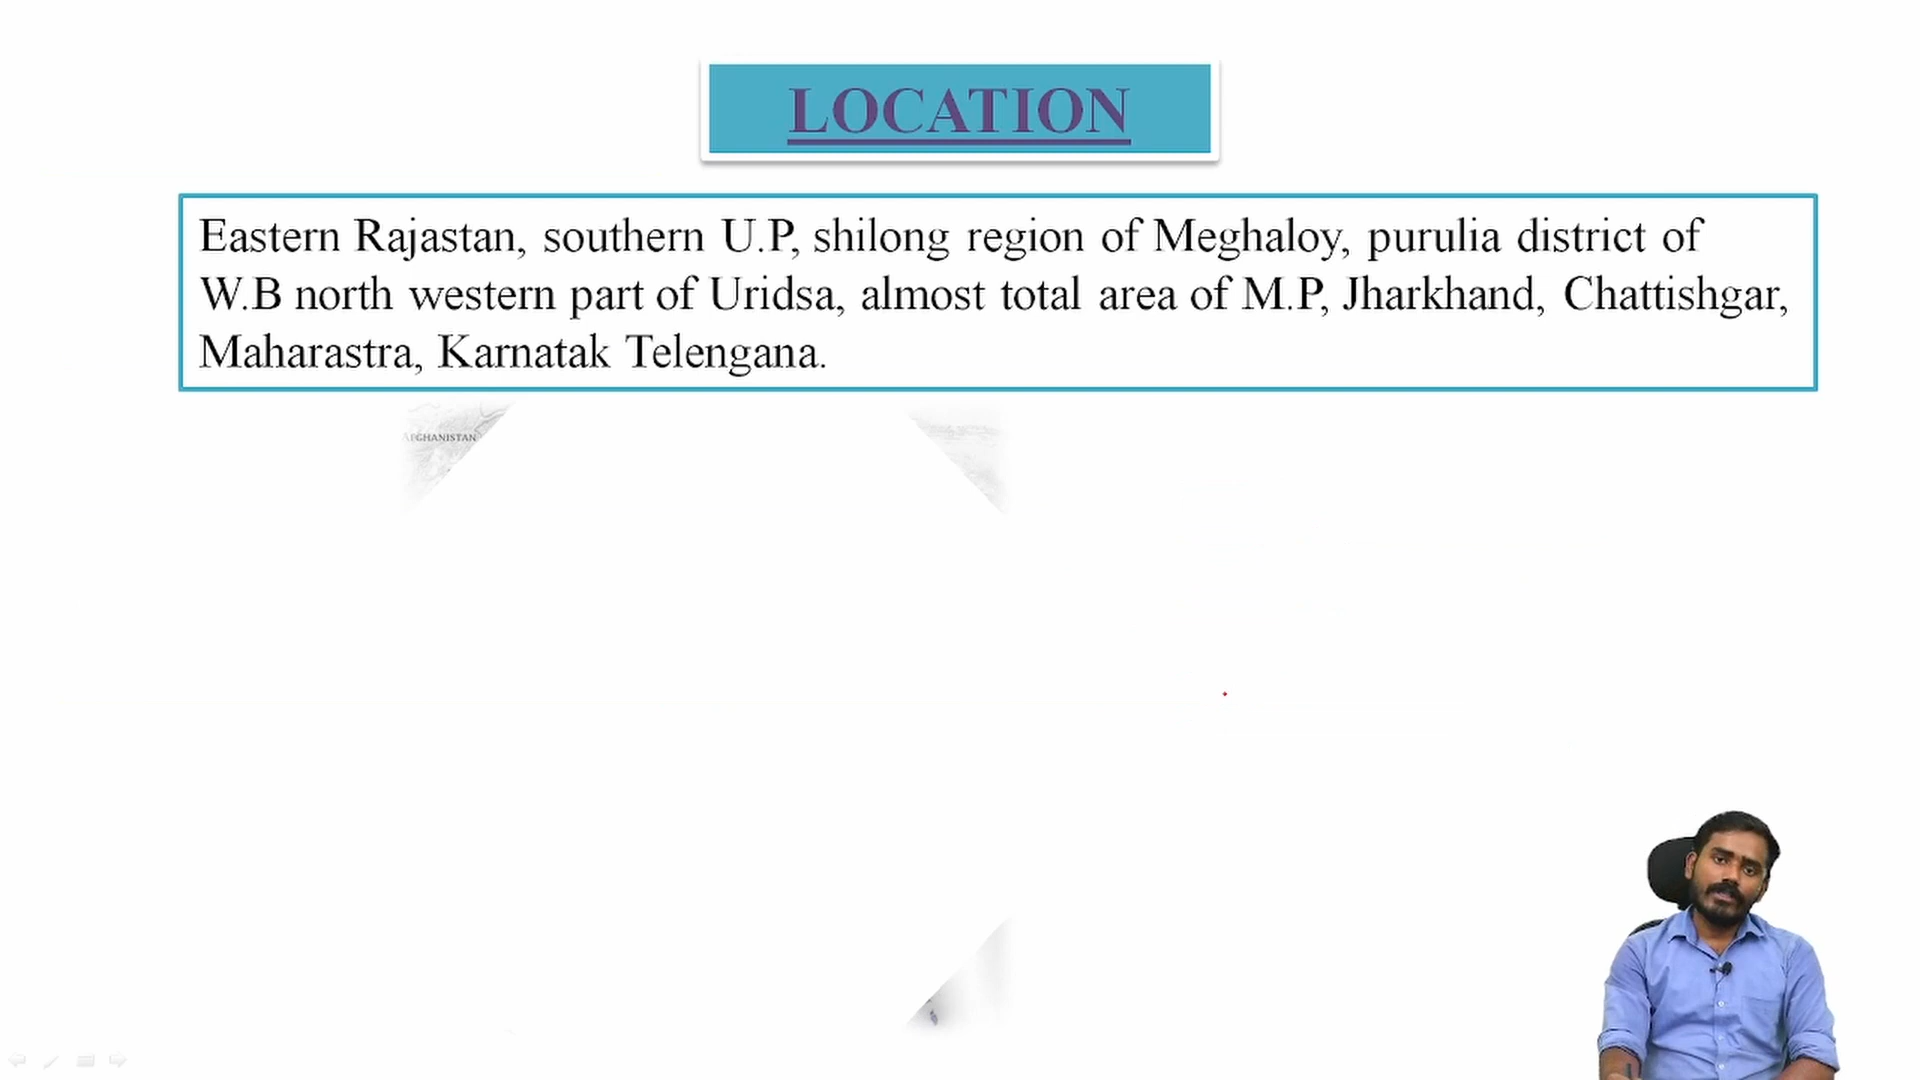 LOCATION
Eastern Rajastan, southern U.P, shilong region of Meghaloy, purulia district of
W.B north western part of Uridsa, almost total area of M.P, Jharkhand, Chattishgar,
Maharastra, Karnatak Telengana.
AFGHANISTAN